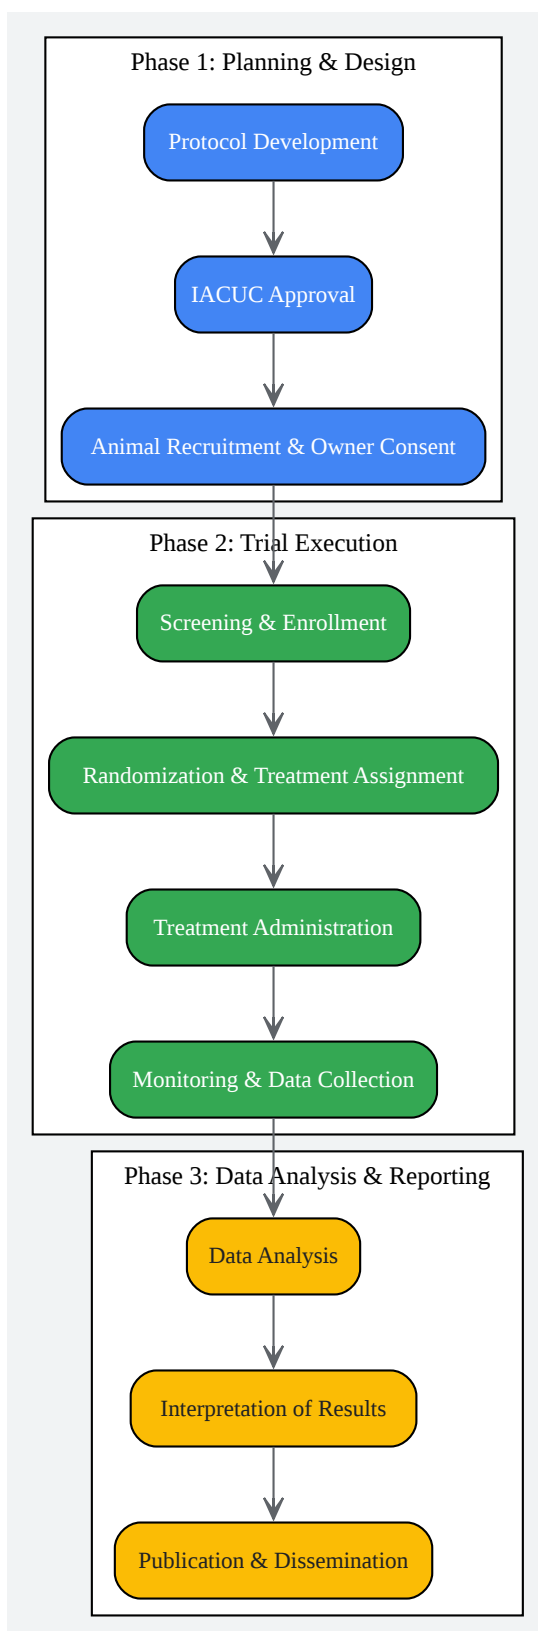 Phase 1: Planning & Design
Protocol Development
IACUC Approval
Animal Recruitment & Owner Consent
Phase 2: Trial Execution
Screening & Enrollment
Randomization & Treatment Assignment
Treatment Administration
Monitoring & Data Collection
Phase 3: Data Analysis & Reporting
Data Analysis
Interpretation of Results
Publication & Dissemination